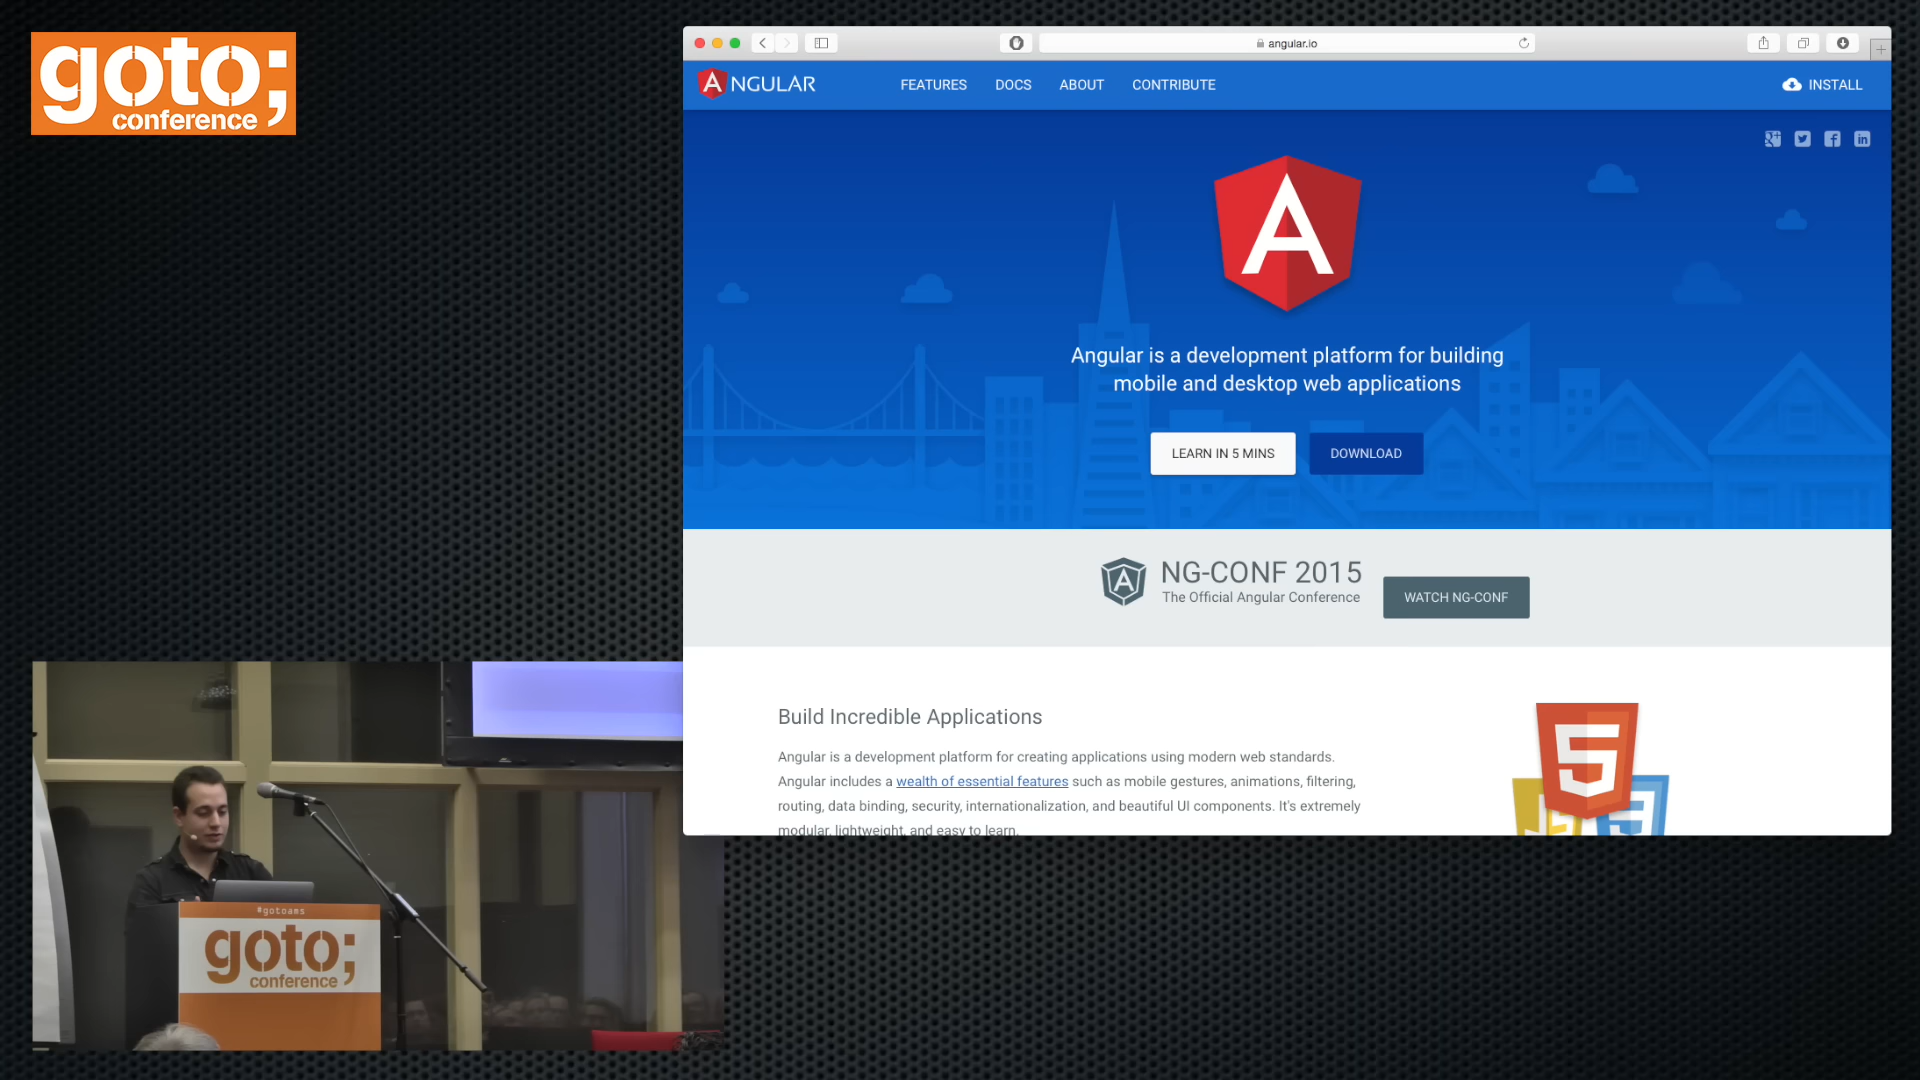 goto;
conference
angular.io
ANGULAR
FEATURES
DOCS
ABOUT
CONTRIBUTE
INSTALL
A
Angular is a development platform for building
mobile and desktop web applications
LEARN IN 5 MINS
DOWNLOAD
A
NG-CONF 2015
The Official Angular Conference
WATCH NG-CONF
Build Incredible Applications
Angular is a development platform for creating applications using modern web standards.
Angular includes a wealth of essential features such as mobile gestures, animations, filtering,
routing, data binding, security, internationalization, and beautiful UI components. It's extremely
modular, lightweight, and easy to learn.
5
#gotoams
goto;
conference